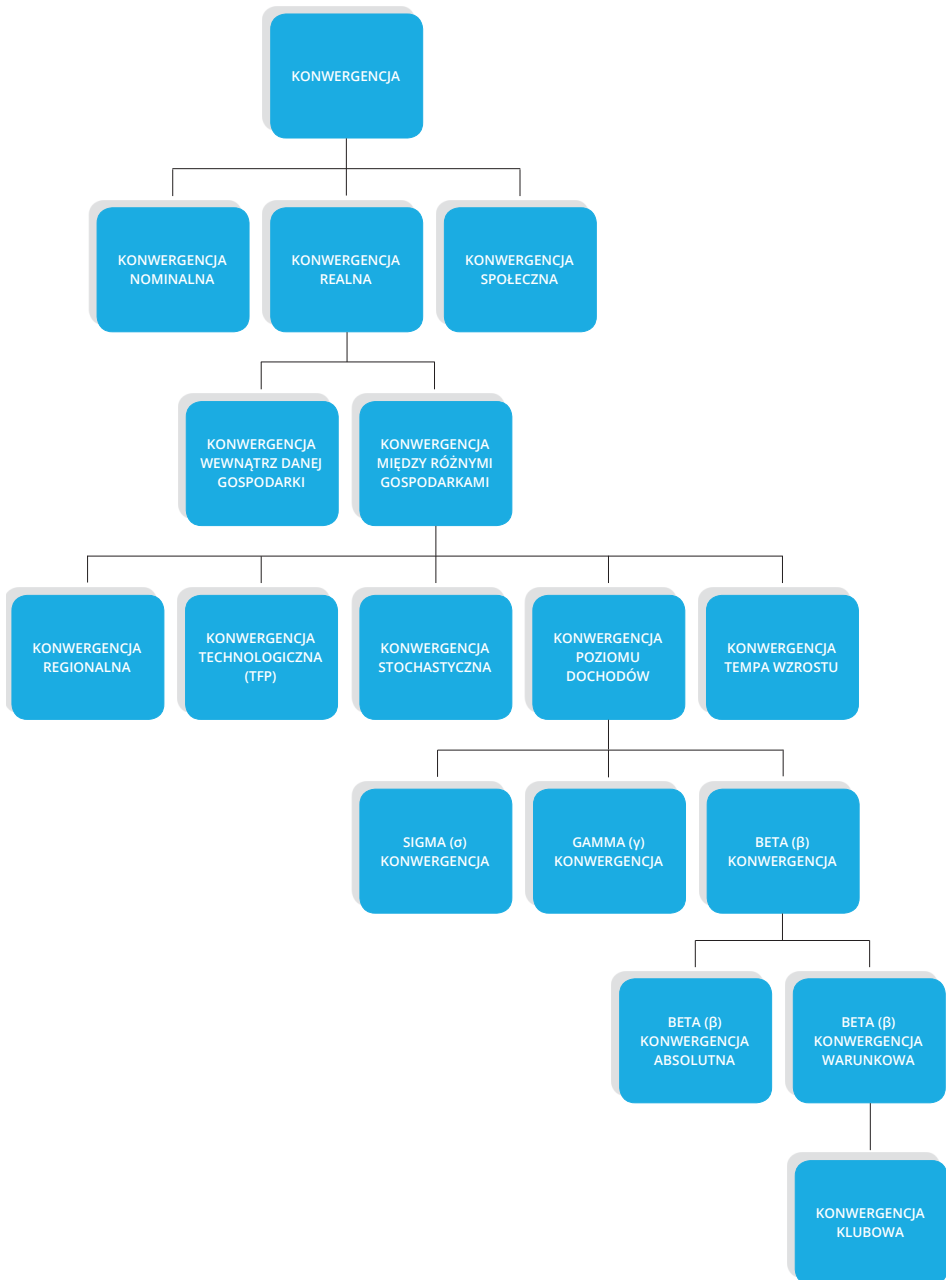 KONWERGENCJA
KONWERGENCJA
NOMINALNA
KONWERGENCJA
REALNA
KONWERGENCJA
SPOŁECZNA
KONWERGENCJA
WEWNĄTRZ DANEJ
GOSPODARKI
KONWERGENCJA
MIĘDZY RÓŻNYMI
GOSPODARKAMI
KONWERGENCJA
REGIONALNA
KONWERGENCJA
TECHNOLOGICZNA
(TFP)
KONWERGENCJA
STOCHASTYCZNA
KONWERGENCJA
POZIOMU
DOCHODÓW
KONWERGENCJA
TEMPA WZROSTU
SIGMA (σ)
KONWERGENCJA
GAMMA (γ)
KONWERGENCJA
BETA (β)
KONWERGENCJA
BETA (β)
KONWERGENCJA
ABSOLUTNA
BETA (β)
KONWERGENCJA
WARUNKOWA
KONWERGENCJA
KLUBOWA